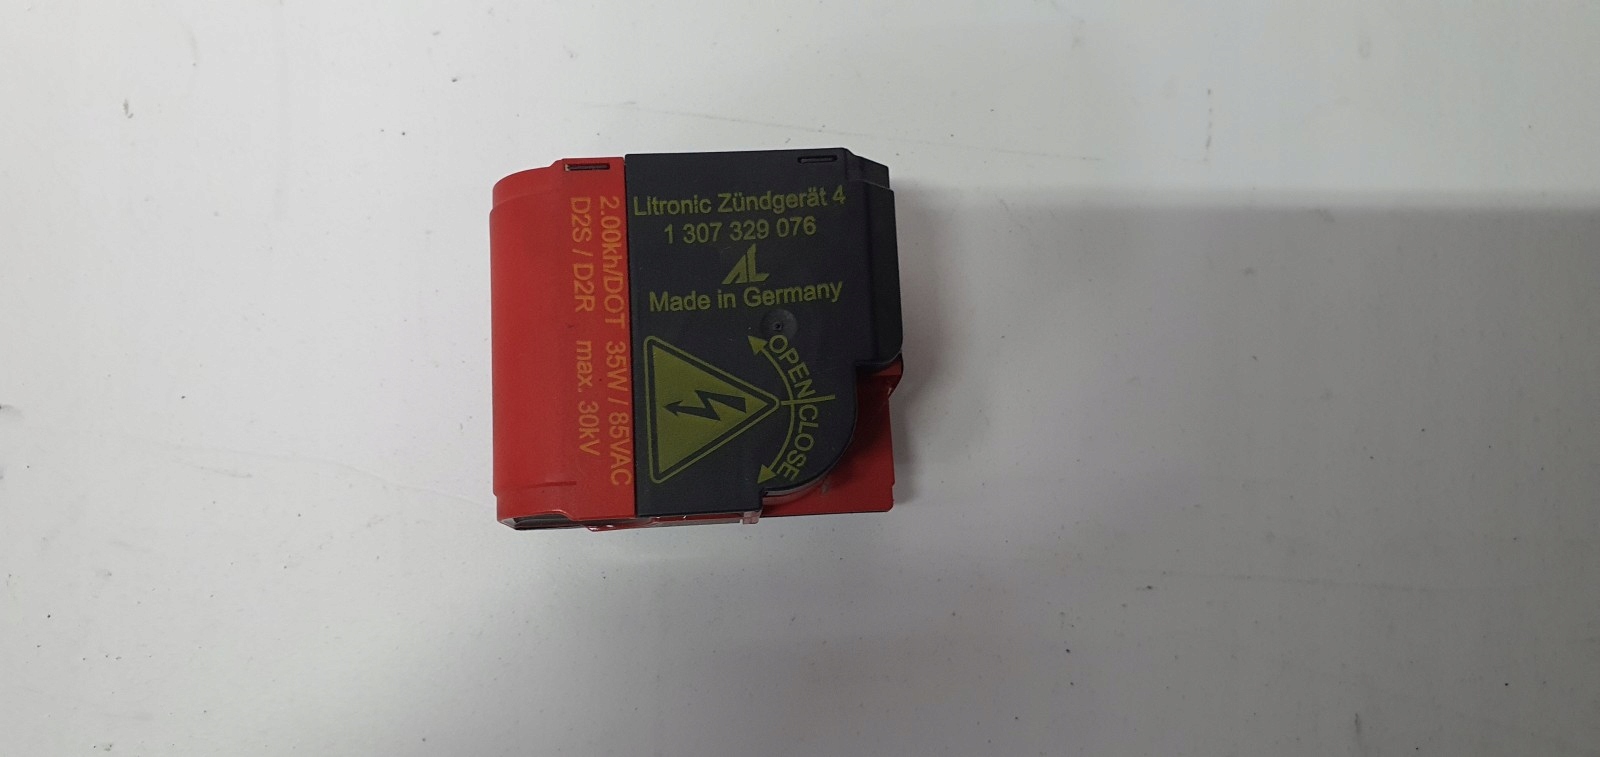 Litronic Zündgerät 4
1 307 329 076
AL
Made in Germany
OPEN CLOSE
2.00kh/DOT 35W / 85VAC
D2S / D2R max. 30kV